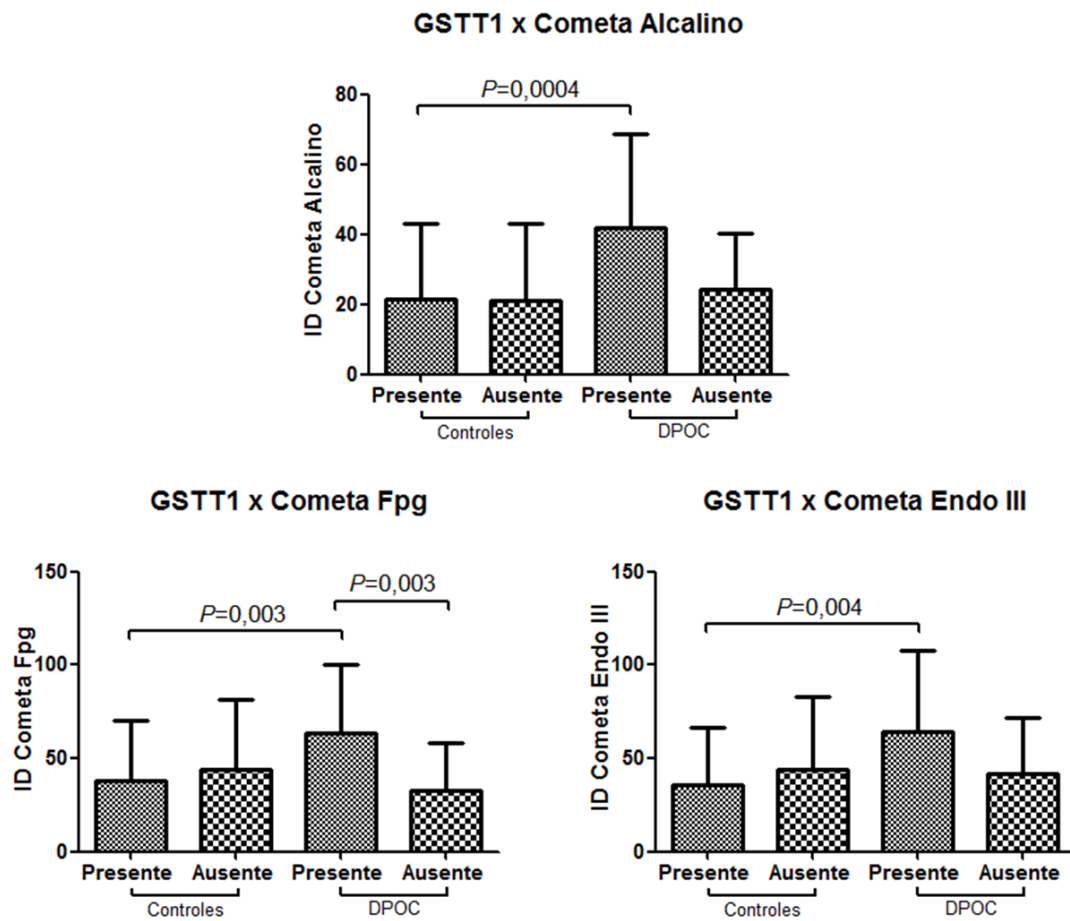 GSTT1 x Cometa Alcalino
P=0,0004
ID Cometa Alcalino
80
60
40
20
0
Presente Ausente Presente Ausente
Controles DPOC
GSTT1 x Cometa Fpg
P=0,003
P=0,003
ID Cometa Fpg
150
100
50
0
Presente Ausente Presente Ausente
Controles DPOC
GSTT1 x Cometa Endo III
P=0,004
ID Cometa Endo III
150
100
50
0
Presente Ausente Presente Ausente
Controles DPOC